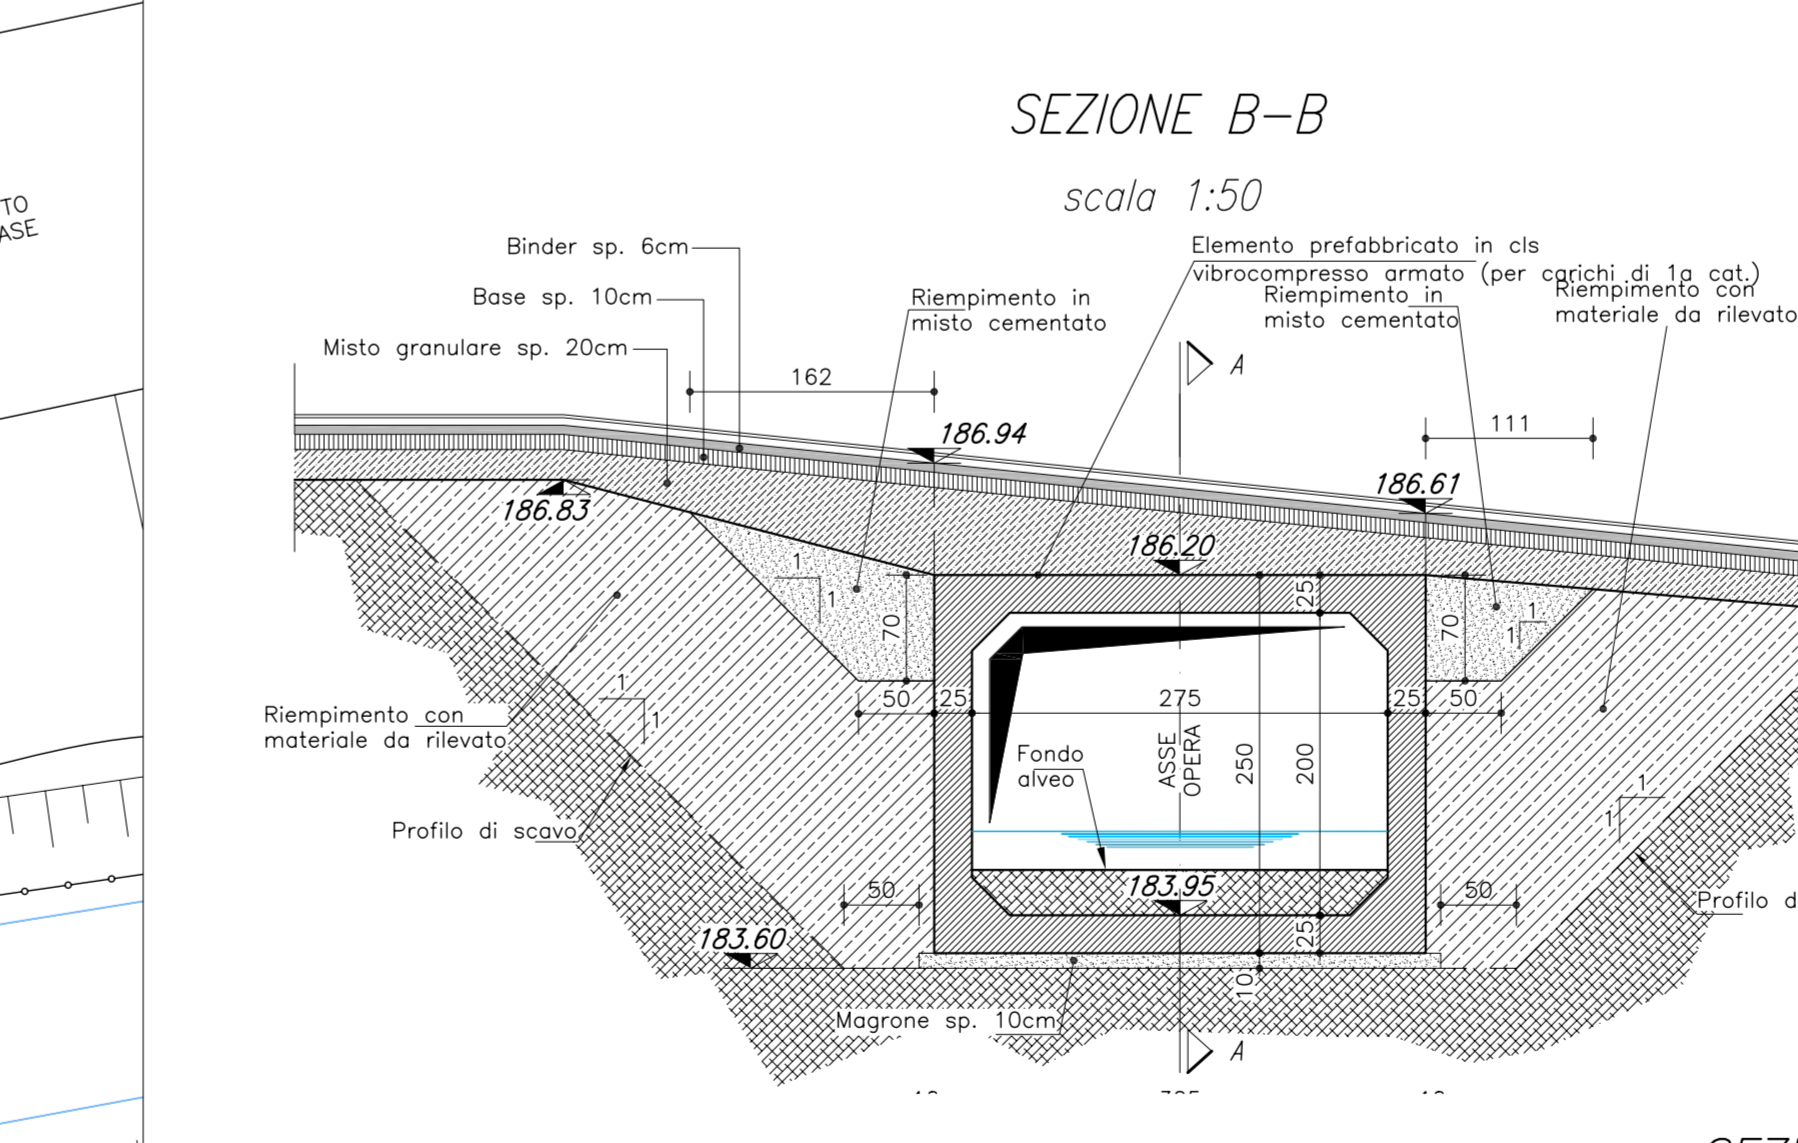 SEZIONE B-B
scala 1:50
TO
ASE
Binder sp. 6cm
Base sp. 10cm
Misto granulare sp. 20cm
Riempimento in
misto cementato
Elemento prefabbricato in cls
vibrocompresso armato (per carichi di 1a cat.)
Riempimento in
misto cementato
Riempimento con
materiale da rilevato
A
162
111
186.94
186.61
186.83
186.20
1
1
70
25
70
1
1
50
25
275
25
50
1
1
Riempimento con
materiale da rilevato
Fondo
alveo
ASSE
OPERA
250
200
1
1
Profilo di scavo
50
183.95
50
Profilo d
183.60
25
10
Magrone sp. 10cm
A